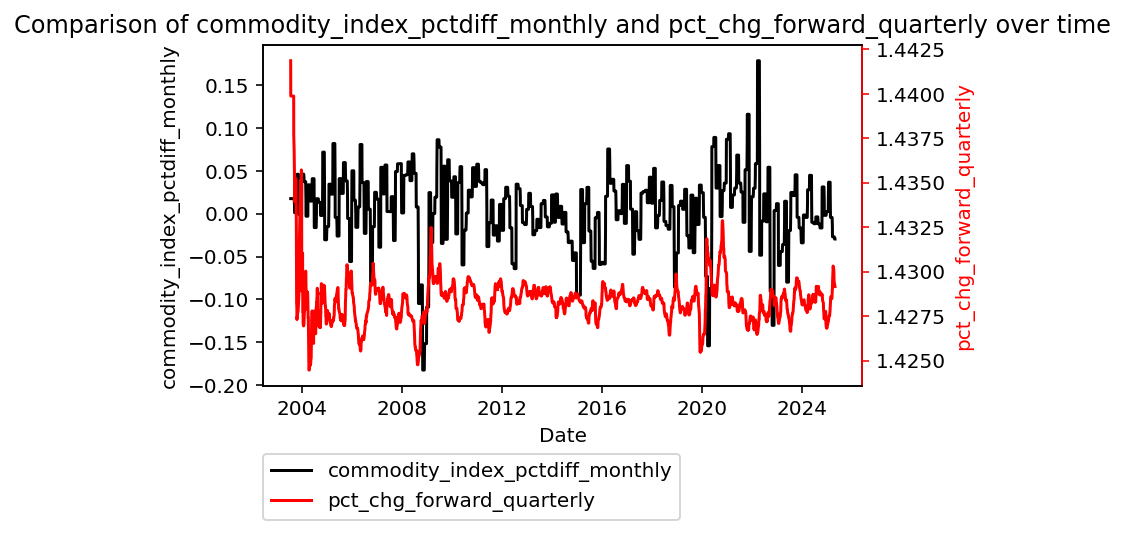 Comparison of commodity_index_pctdiff_monthly and pct_chg_forward_quarterly over time
commodity_index_pctdiff_monthly
0.15
0.10
0.05
0.00
−0.05
−0.10
−0.15
−0.20
1.4425
1.4400
1.4375
1.4350
1.4325
1.4300
1.4275
1.4250
pct_chg_forward_quarterly
2004 2008 2012 2016 2020 2024
Date
commodity_index_pctdiff_monthly
pct_chg_forward_quarterly